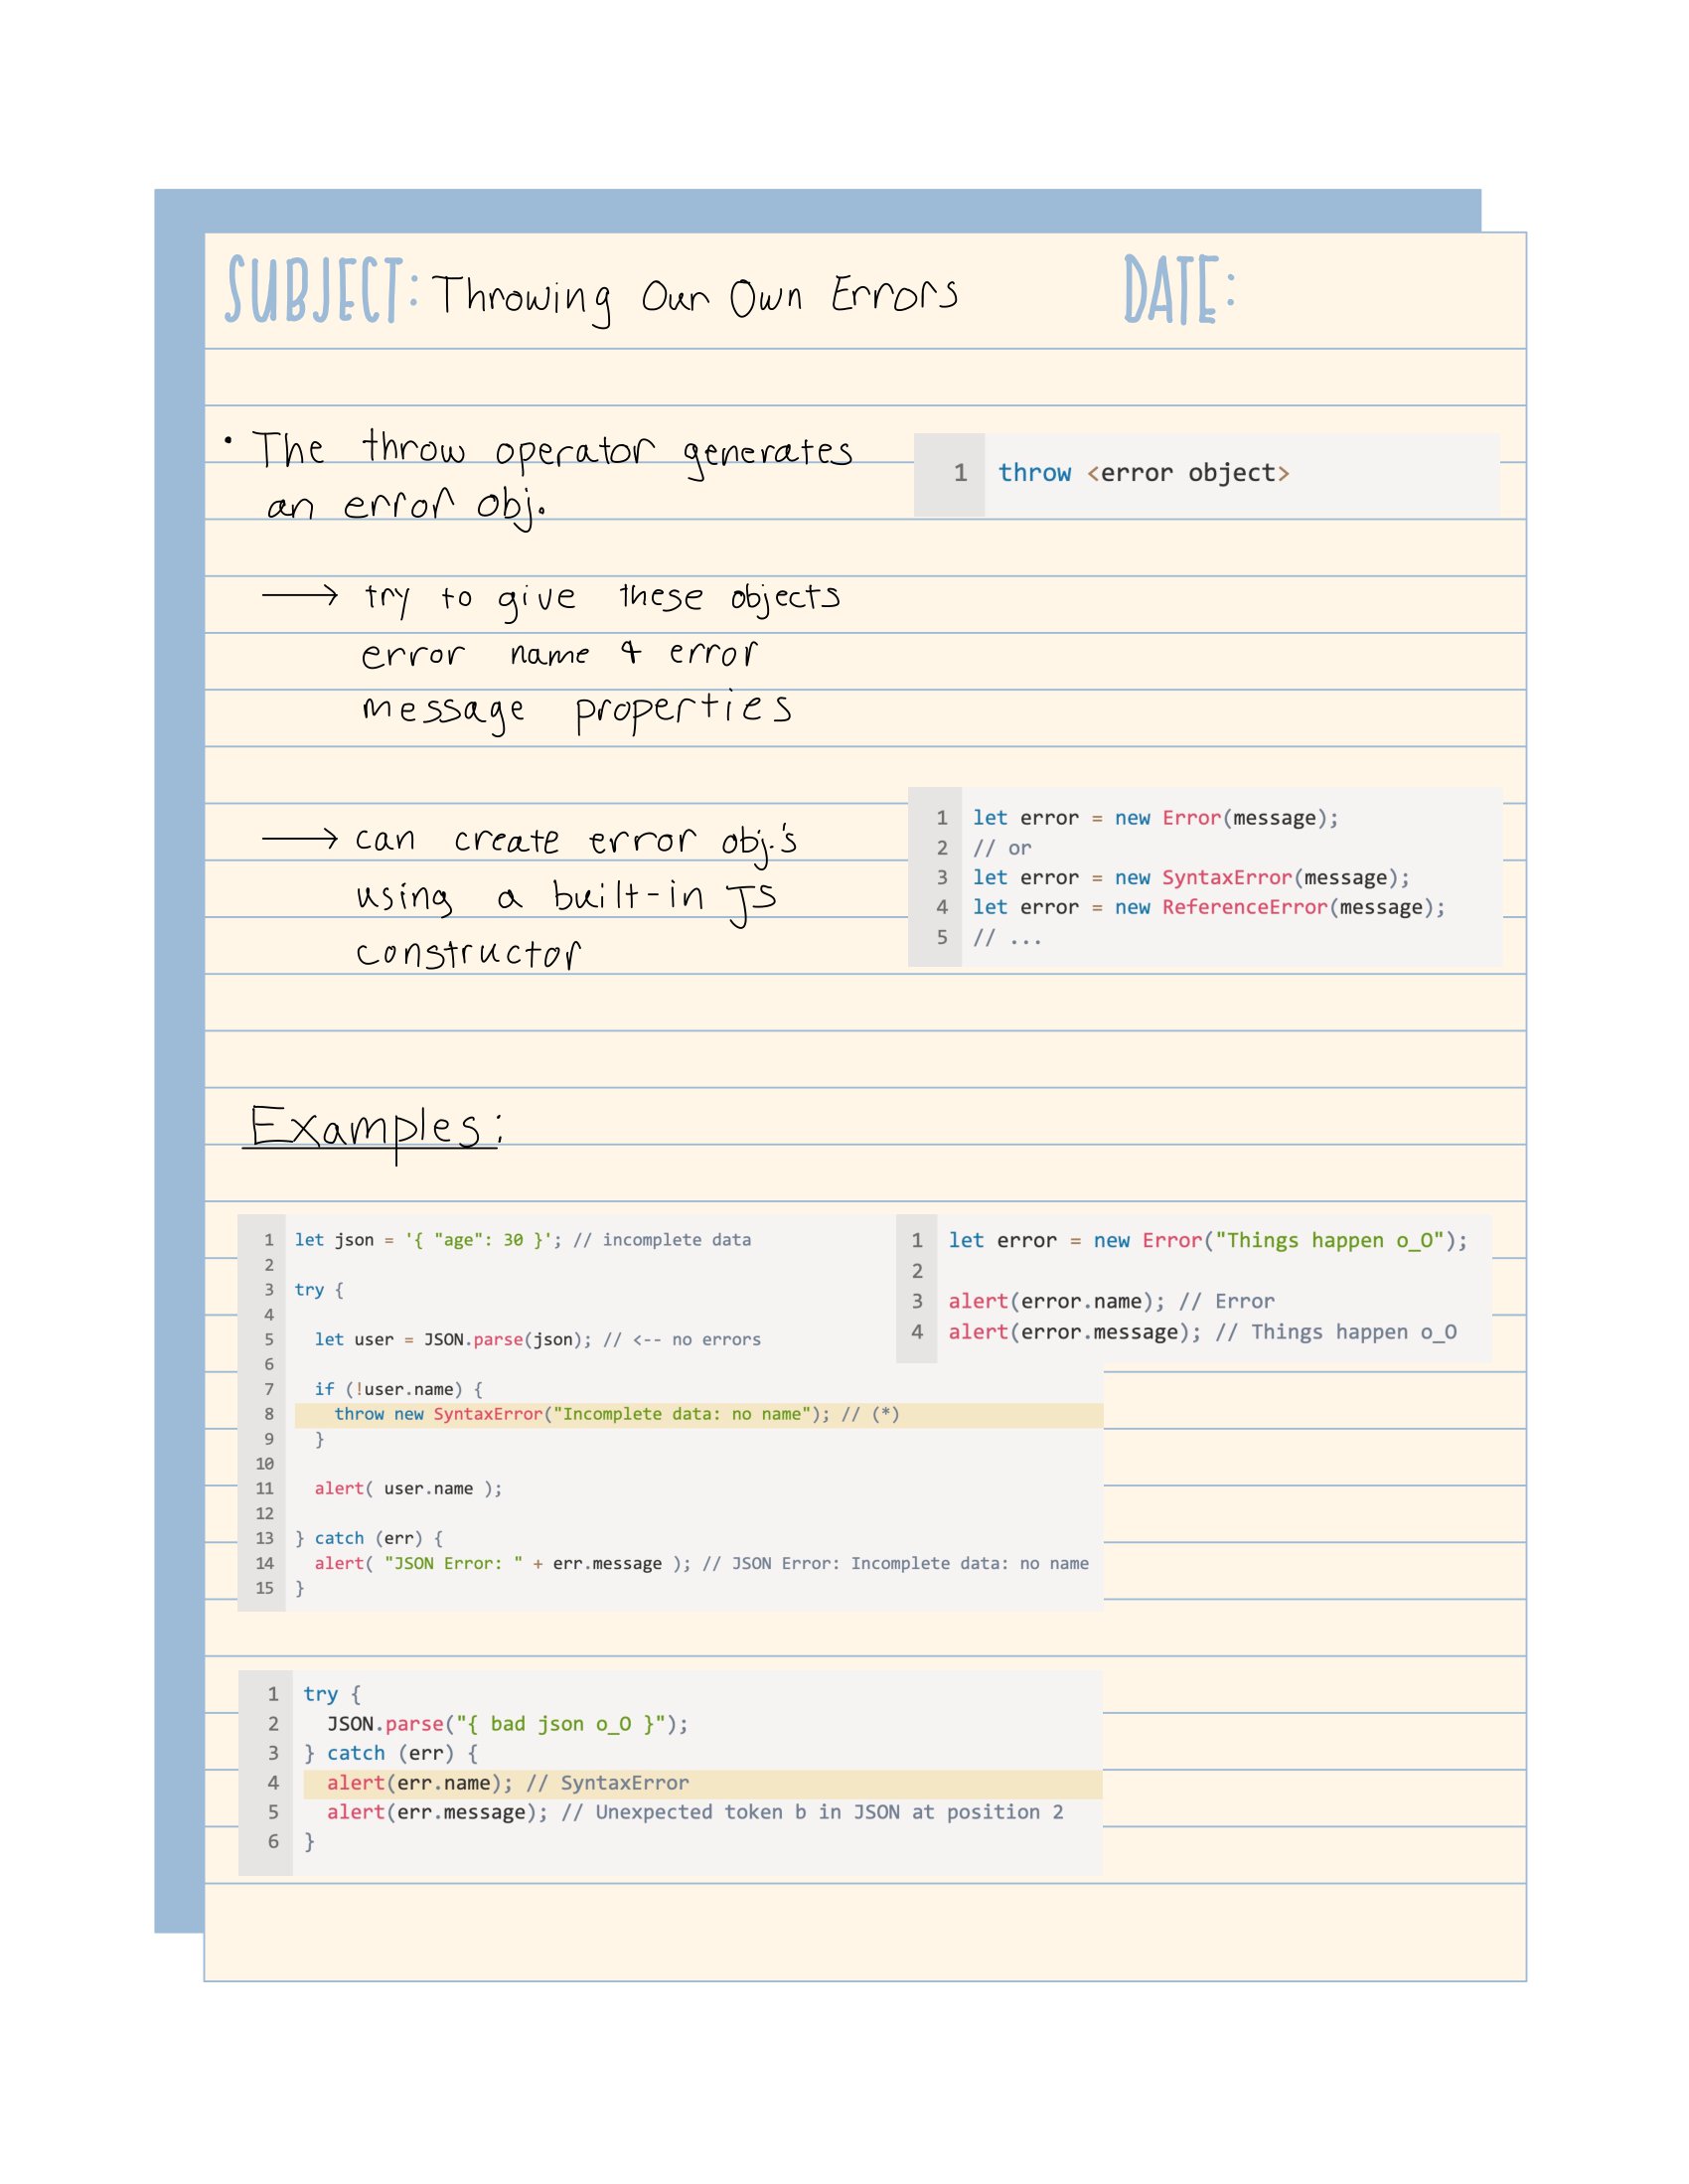 SUBJECT: Throwing Our Own Errors
DATE:
• The throw operator generates
an error obj.
1 throw <error object>
→ try to give these objects
error name & error
message properties
→ can create error obj.'s
using a built-in JS
constructor
1 let error = new Error(message);
2 // or
3 let error = new SyntaxError(message);
4 let error = new ReferenceError(message);
5 // ...
Examples:
1 let json = '{ "age": 30 }'; // incomplete data
2
3 try {
4
5 let user = JSON.parse(json); // <-- no errors
6
7 if (!user.name) {
8 throw new SyntaxError("Incomplete data: no name"); // (*)
9 }
10
11 alert( user.name );
12
13 } catch (err) {
14 alert( "JSON Error: " + err.message ); // JSON Error: Incomplete data: no name
15 }
1 let error = new Error("Things happen o_O");
2
3 alert(error.name); // Error
4 alert(error.message); // Things happen o_O
1 try {
2 JSON.parse("{ bad json o_O }");
3 } catch (err) {
4 alert(err.name); // SyntaxError
5 alert(err.message); // Unexpected token b in JSON at position 2
6 }